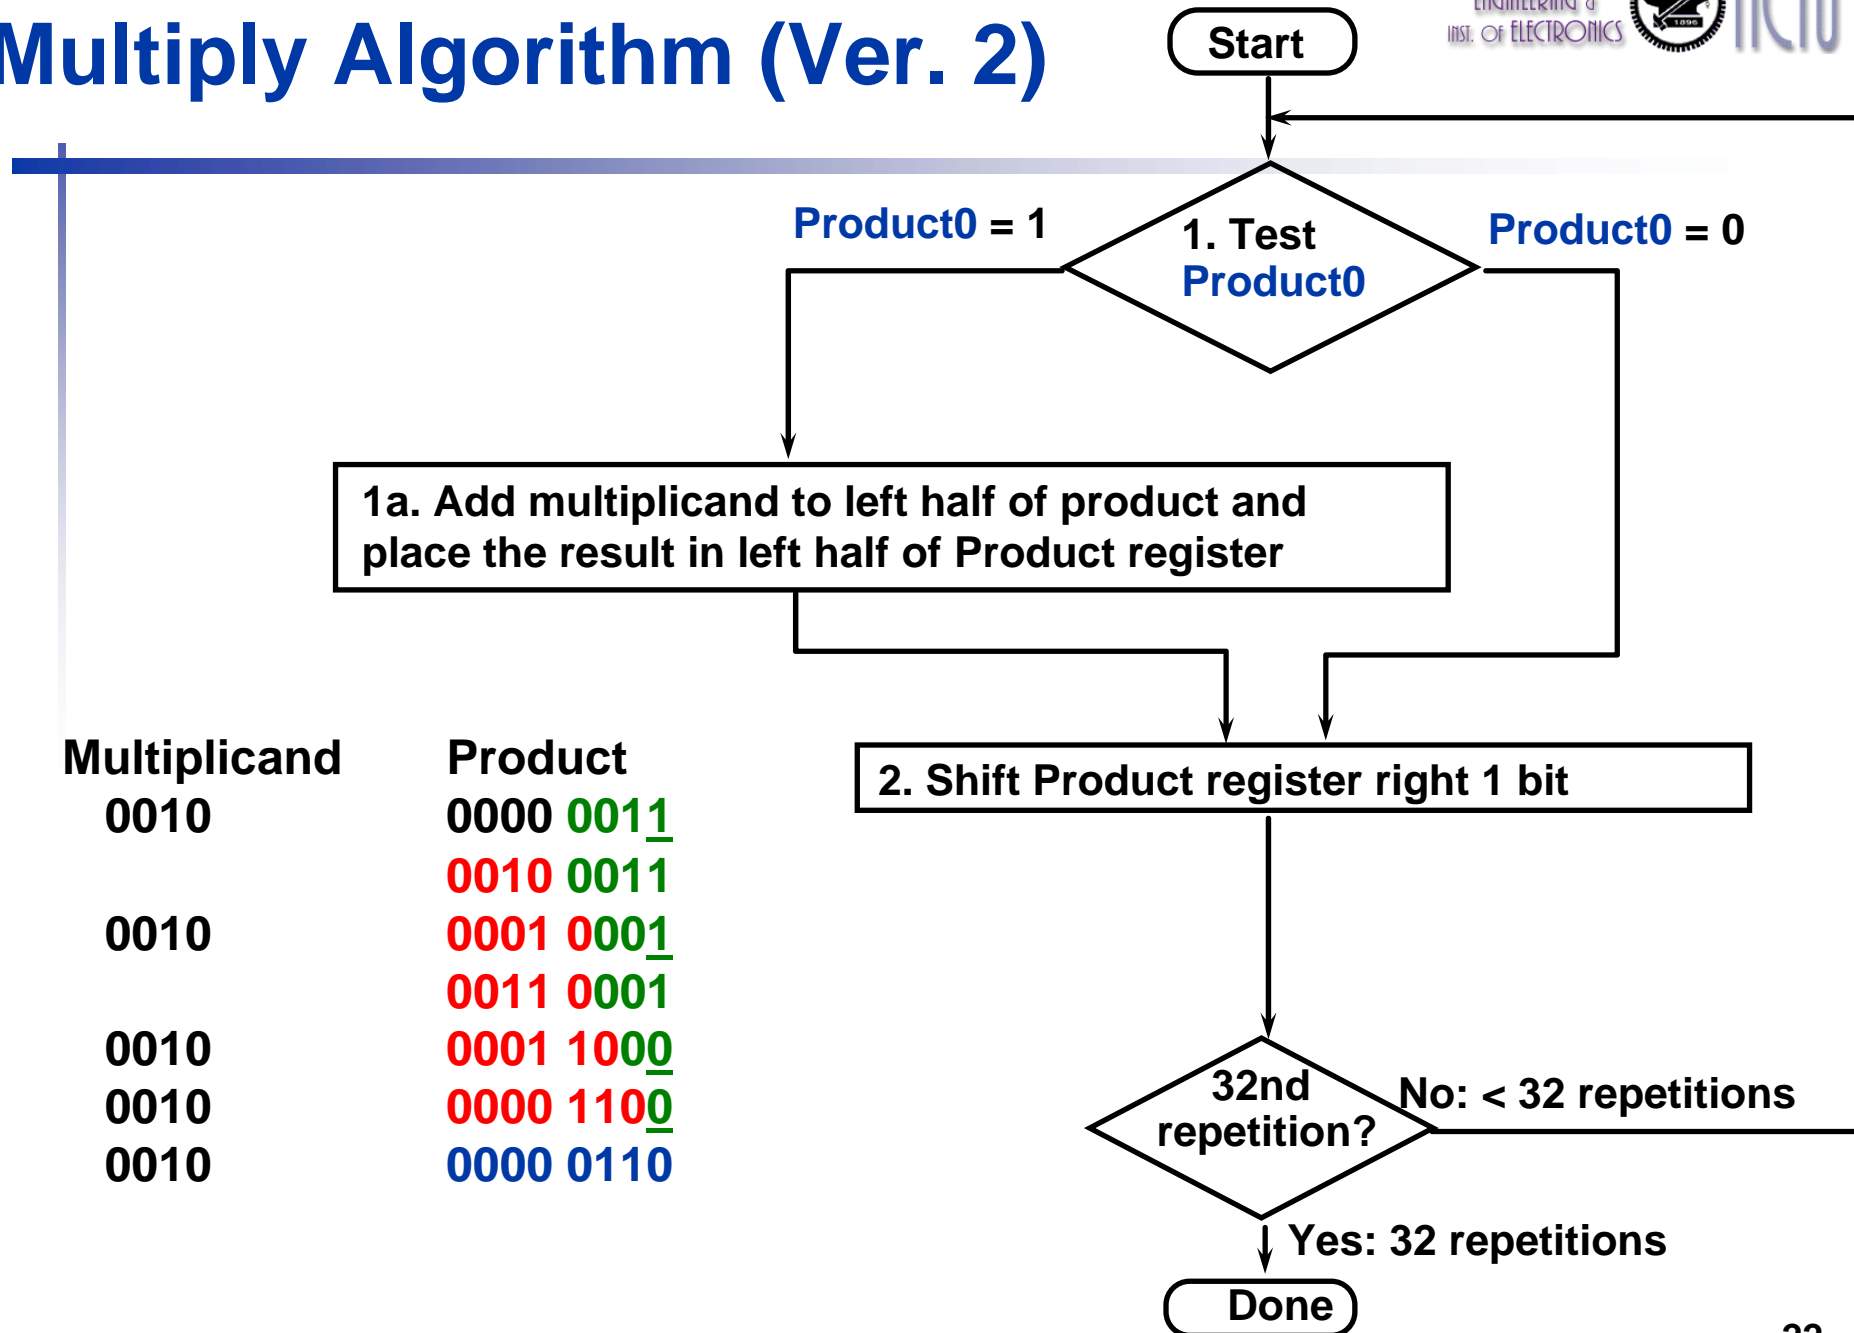 Multiply Algorithm (Ver. 2)
INST. OF ELECTRONICS
1896
NCTU
Start
Product0 = 1
1. Test
Product0
Product0 = 0
1a. Add multiplicand to left half of product and
place the result in left half of Product register
2. Shift Product register right 1 bit
Multiplicand Product
0010 0000 0011
0010 0011
0010 0001 0001
0011 0001
0010 0001 1000
0010 0000 1100
0010 0000 0110
32nd
repetition?
No: < 32 repetitions
Yes: 32 repetitions
Done